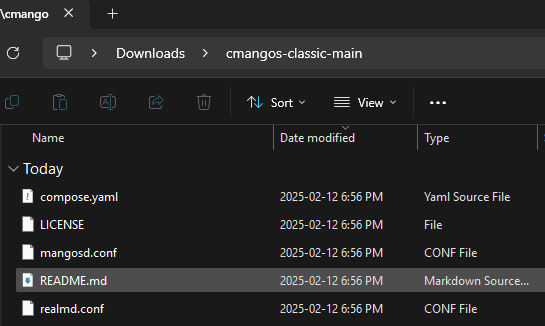 \cmango
Downloads cmangos-classic-main
Sort View
Name Date modified Type
Today
compose.yaml 2025-02-12 6:56 PM Yaml Source File
LICENSE 2025-02-12 6:56 PM File
mangosd.conf 2025-02-12 6:56 PM CONF File
README.md 2025-02-12 6:56 PM Markdown Source...
realmd.conf 2025-02-12 6:56 PM CONF File